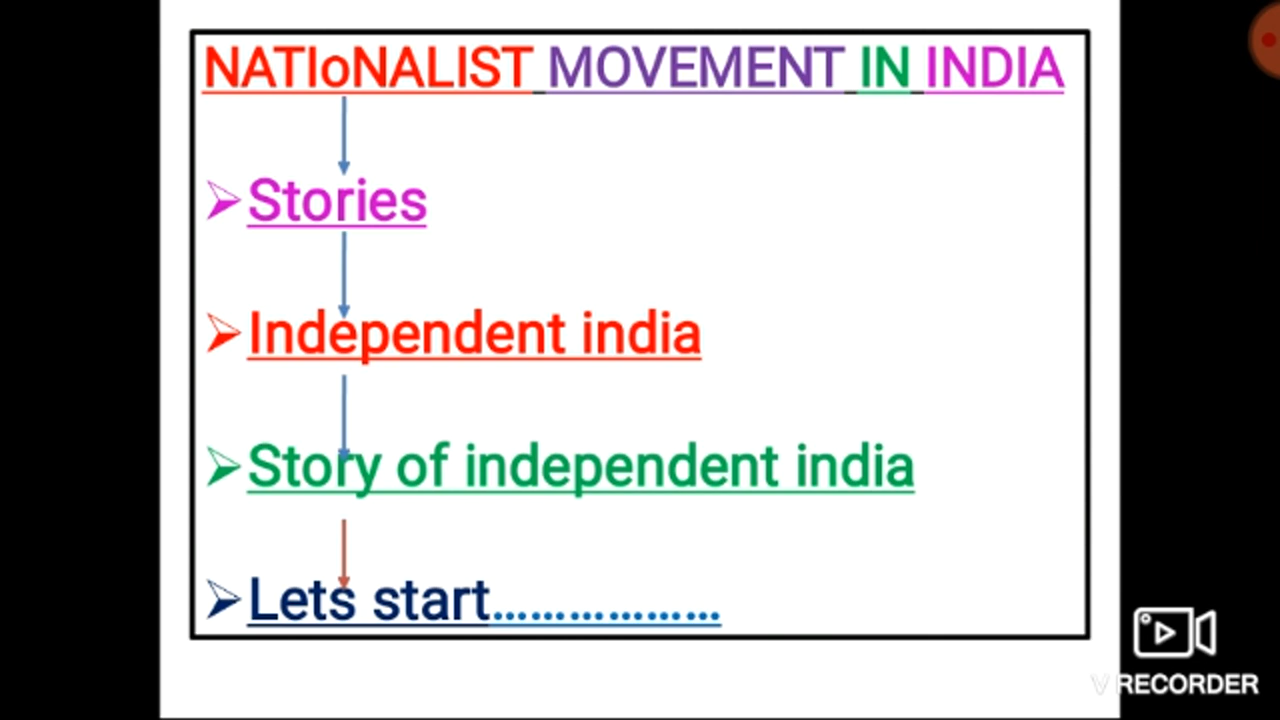 NATIoNALIST MOVEMENT IN INDIA
➢Stories
➢Independent india
➢Story of independent india
➢Lets start……………...
V RECORDER